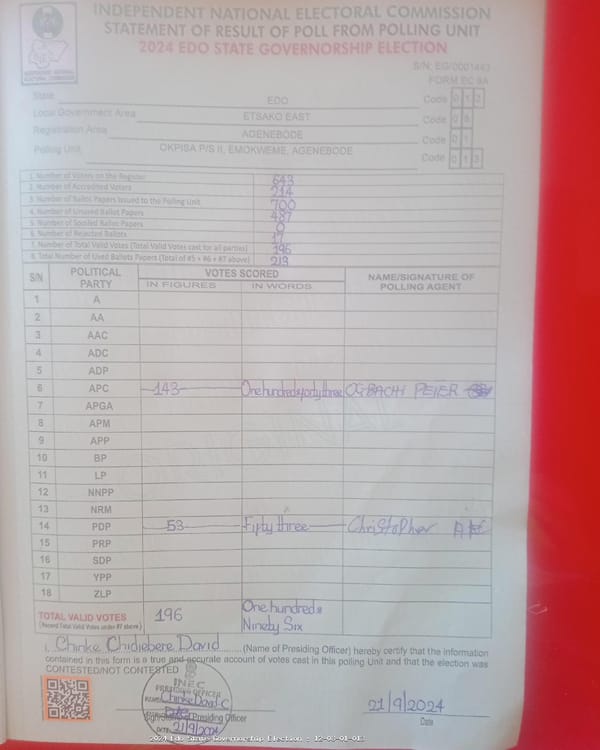 INDEPENDENT NATIONAL ELECTORAL COMMISSION
STATEMENT OF RESULT OF POLL FROM POLLING UNIT
2024 EDO STATE GOVERNORSHIP ELECTION
INDEPENDENT NATIONAL ELECTORAL COMMISSION
S/N: EG/0001443
FORM EC 8A
State EDO Code 0 1 2
Local Government Area ETSAKO EAST Code 0 8
Registration Area AGENEBODE Code 0 1
Polling Unit OKPISA P/S II, EMOKWEME, AGENEBODE Code 0 1 3
1. Number of Voters on the Register 643
2. Number of Accredited Voters 214
3. Number of Ballot Papers Issued to the Polling Unit 700
4. Number of Unused Ballot Papers 487
5. Number of Spoiled Ballot Papers 0
6. Number of Rejected Ballots 17
7. Number of Total Valid Votes (Total Valid Votes cast for all parties) 196
8. Total Number of Used Ballots Papers (Total of #5 + #6 + #7 above) 213
S/N POLITICAL PARTY VOTES SCORED NAME/SIGNATURE OF POLLING AGENT
IN FIGURES IN WORDS
1 A
2 AA
3 AAC
4 ADC
5 ADP
6 APC 143 One hundred & forty three OGBACHI PETER
7 APGA
8 APM
9 APP
10 BP
11 LP
12 NNPP
13 NRM
14 PDP 53 Fifty three Christopher
15 PRP
16 SDP
17 YPP
18 ZLP
TOTAL VALID VOTES 196 One hundred & Ninety Six
(Record Total Valid Votes under #7 above)
I, Chinke Chidiebere David (Name of Presiding Officer) hereby certify that the information
contained in this form is a true and accurate account of votes cast in this polling Unit and that the election was
CONTESTED/NOT CONTESTED
INEC
PRESIDING OFFICER
NAME: Chinke David C
Signature of Presiding Officer
DATE: 21/9/2024
21/9/2024
Date
2024 Edo State Governorship Election - 12-08-01-013